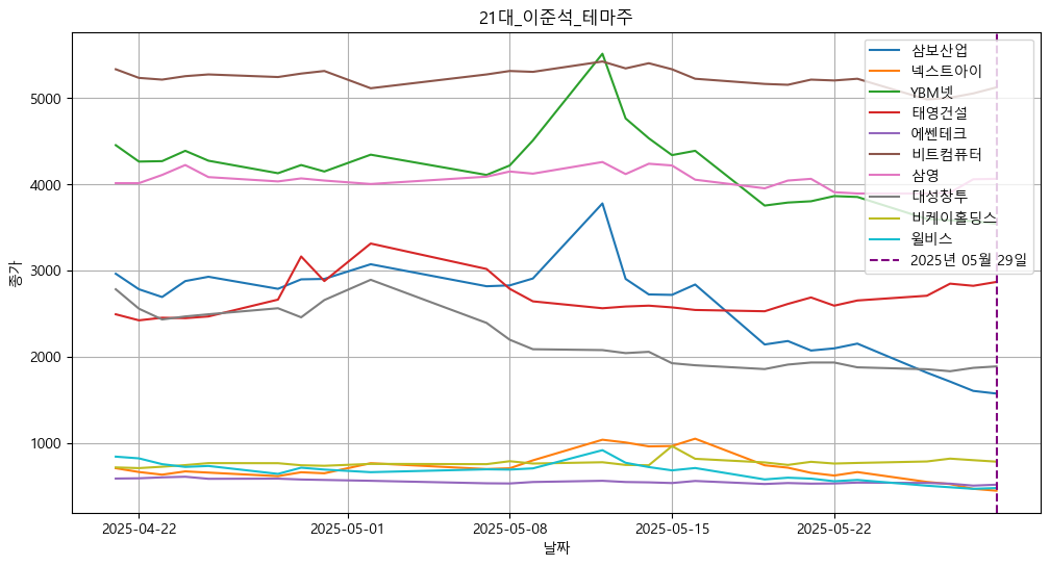 21대_이준석_테마주
종가
5000
4000
3000
2000
1000
2025-04-22
2025-05-01
2025-05-08
2025-05-15
2025-05-22
날짜
삼보산업
넥스트아이
YBM넷
태영건설
에쎈테크
비트컴퓨터
삼영
대성창투
비케이홀딩스
윌비스
2025년 05월 29일